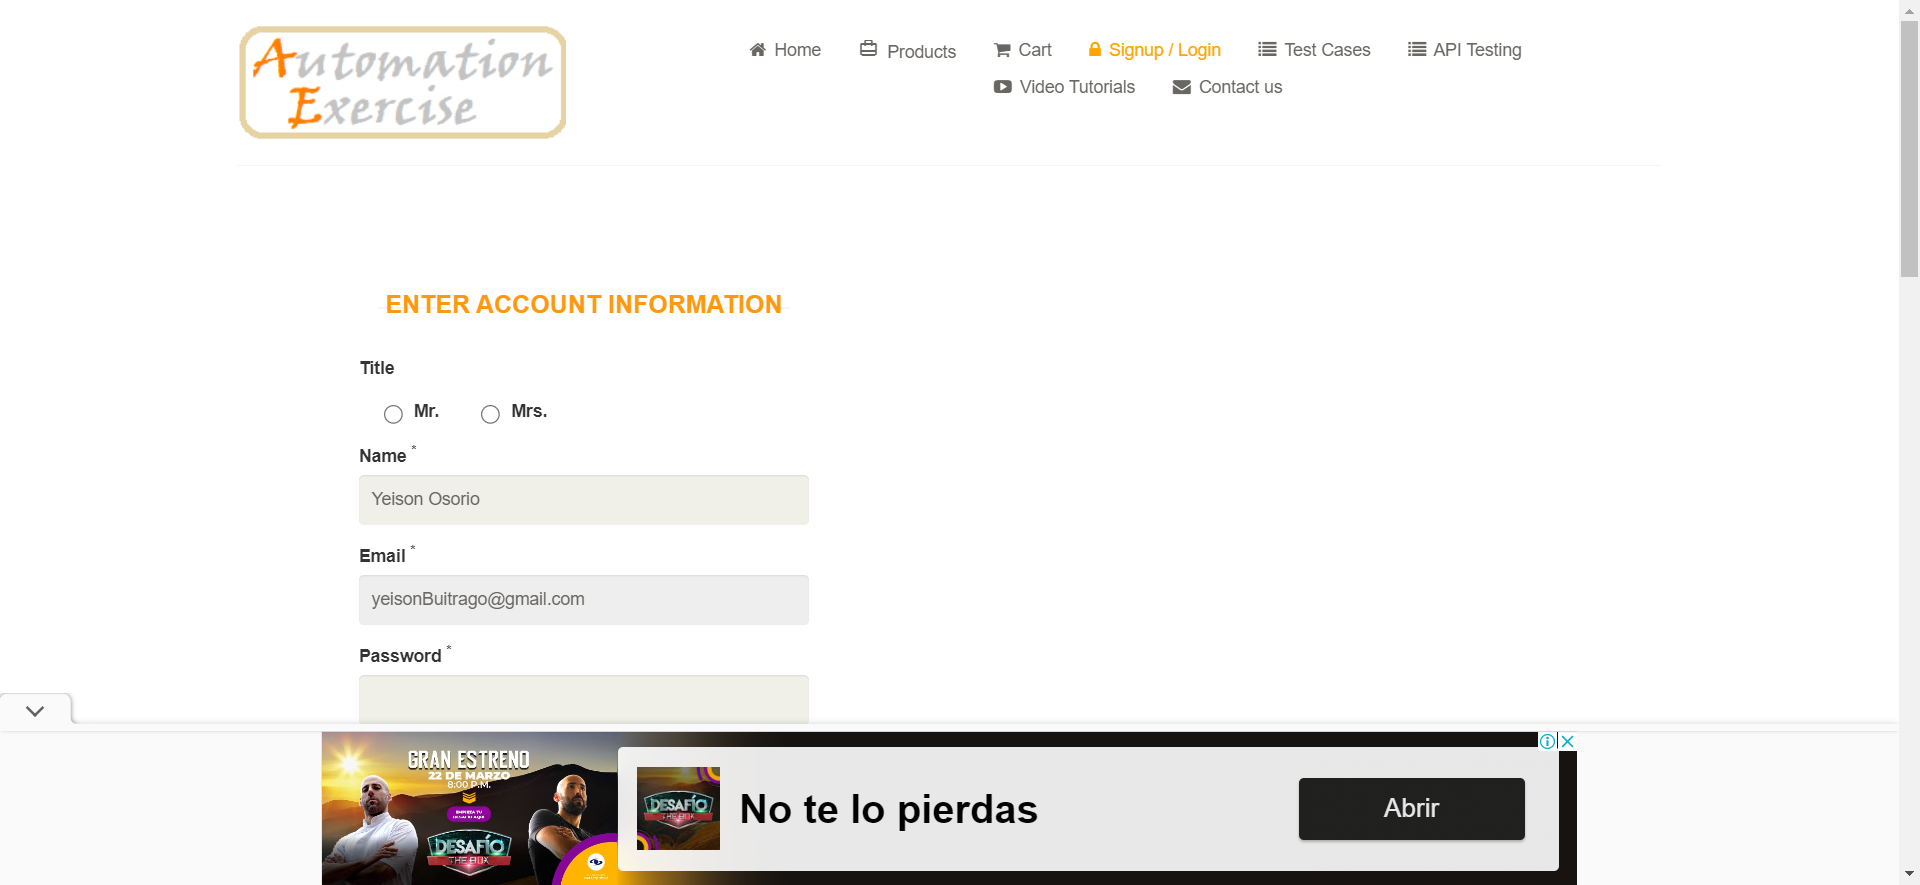 Automation
Exercise
Home
Products
Cart
Signup / Login
Test Cases
API Testing
Video Tutorials
Contact us
ENTER ACCOUNT INFORMATION
Title
Mr.
Mrs.
Name *
Yeison Osorio
Email *
yeisonBuitrago@gmail.com
Password *
GRAN ESTRENO
22 DE MARZO
8:00 P.M.
DESAFÍO
THE BOX
DESAFÍO
THE BOX
No te lo pierdas
Abrir